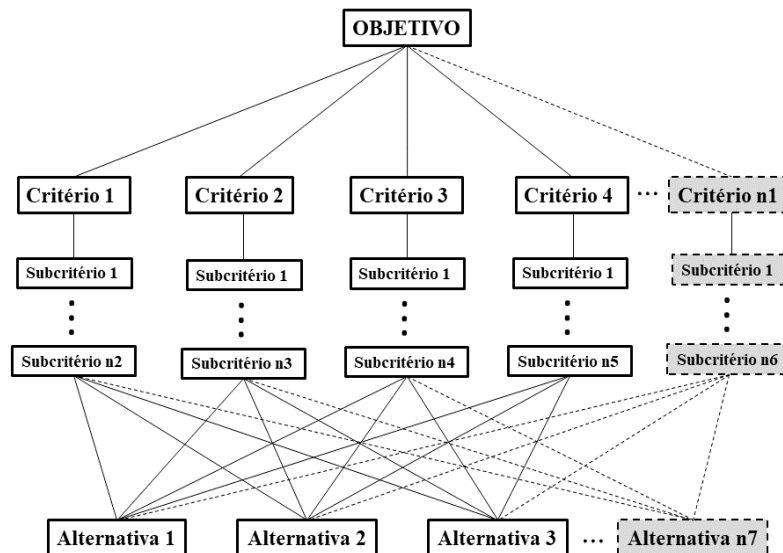 OBJETIVO
Critério 1
Critério 2
Critério 3
Critério 4
...
Critério n1
Subcritério 1
Subcritério 1
Subcritério 1
Subcritério 1
Subcritério 1
Subcritério n2
Subcritério n3
Subcritério n4
Subcritério n5
Subcritério n6
Alternativa 1
Alternativa 2
Alternativa 3
...
Alternativa n7